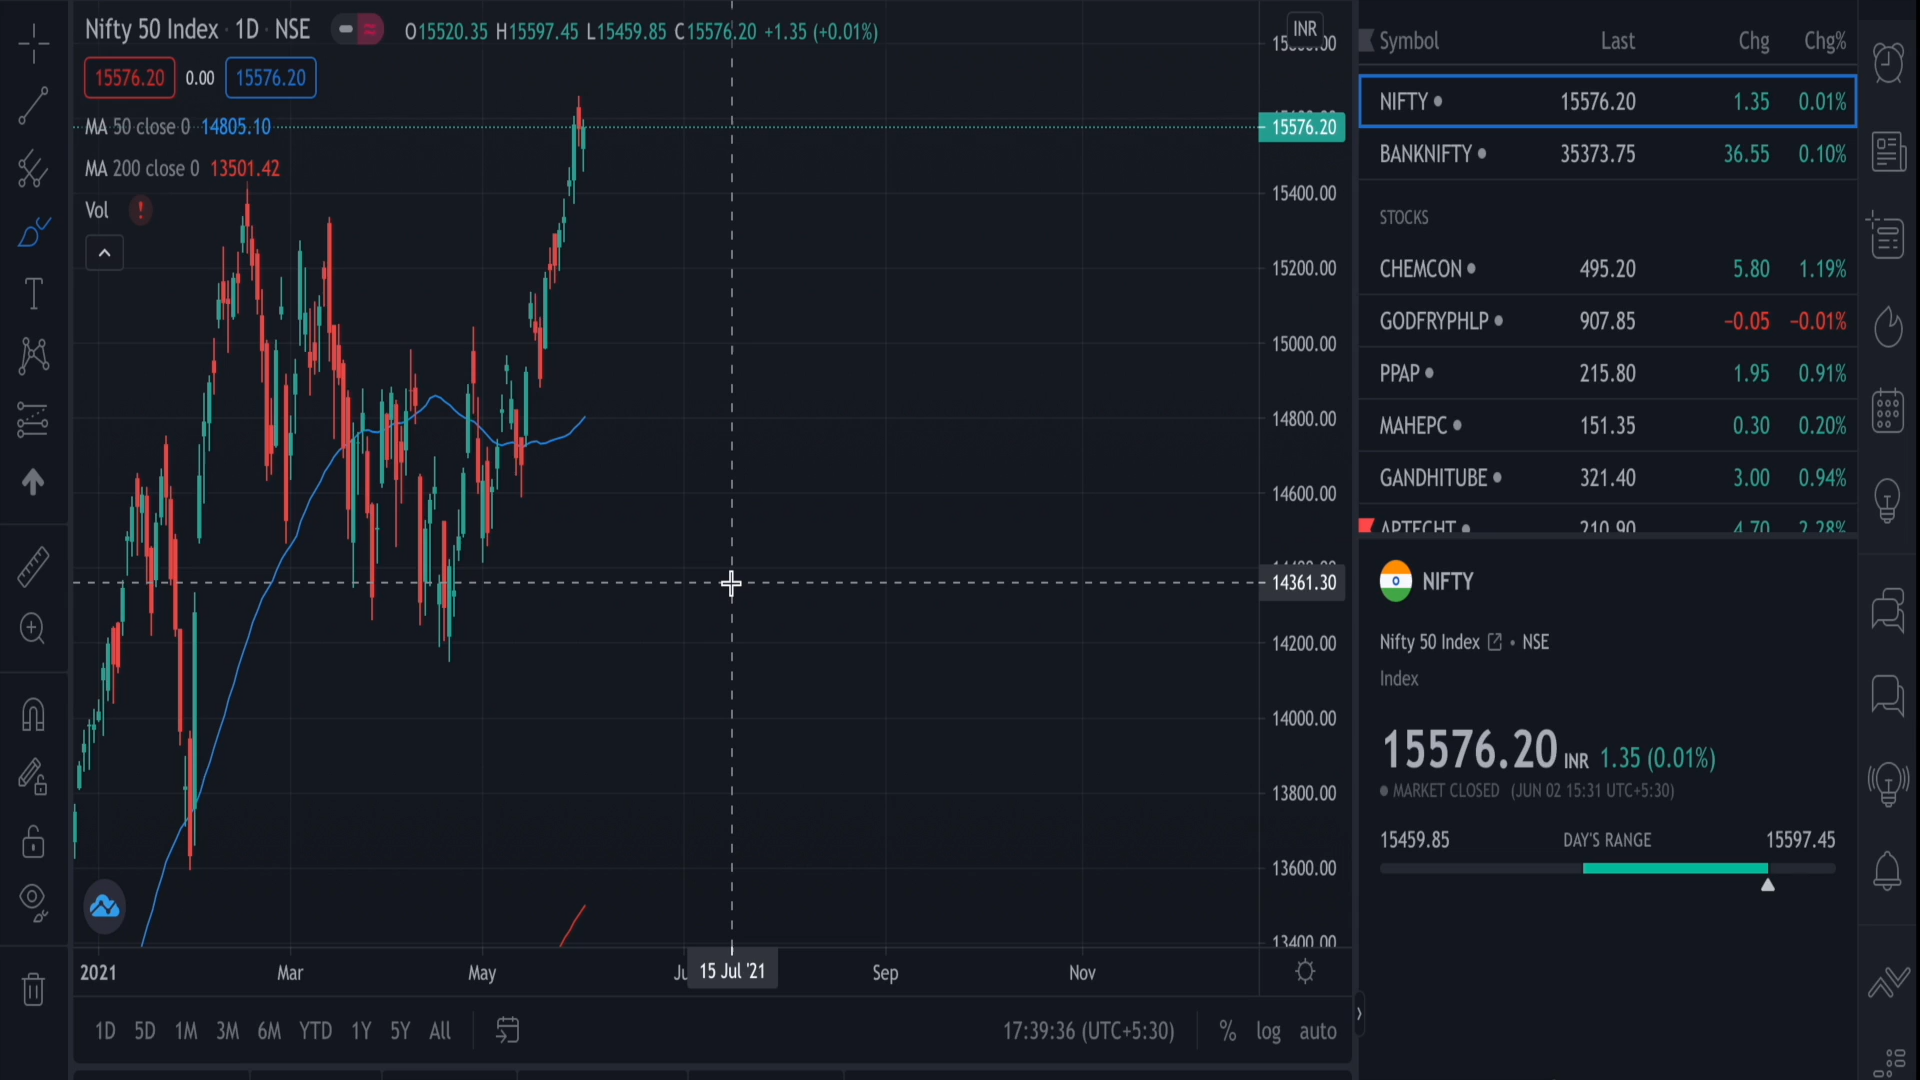 Nifty 50 Index · 1D · NSE
O15520.35 H15597.45 L15459.85 C15576.20 +1.35 (+0.01%)
15576.20 0.00 15576.20
MA 50 close 0 14805.10
MA 200 close 0 13501.42
Vol !
INR
15576.20
15400.00
15200.00
15000.00
14800.00
14600.00
14361.30
14200.00
14000.00
13800.00
13600.00
13400.00
2021 Mar May 15 Jul '21 Sep Nov
1D 5D 1M 3M 6M YTD 1Y 5Y All
17:39:36 (UTC+5:30) % log auto
Symbol Last Chg Chg%
NIFTY 15576.20 1.35 0.01%
BANKNIFTY 35373.75 36.55 0.10%
STOCKS
CHEMCON 495.20 5.80 1.19%
GODFRYPHLP 907.85 −0.05 −0.01%
PPAP 215.80 1.95 0.91%
MAHEPC 151.35 0.30 0.20%
GANDHITUBE 321.40 3.00 0.94%
APTECHT 210.90 4.70 2.28%
NIFTY
Nifty 50 Index • NSE
Index
15576.20 INR 1.35 (0.01%)
MARKET CLOSED (JUN 02 15:31 UTC+5:30)
15459.85 DAY'S RANGE 15597.45